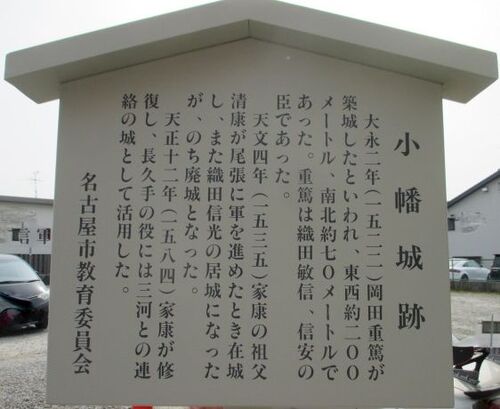 小幡城跡
大永二年（一五二二）岡田重篤が
築城したといわれ、東西約二〇〇
メートル、南北約七〇メートルで
あった。重篤は織田敏信、信安の
臣であった。
天文四年（一五三五）家康の祖父
清康が尾張に軍を進めたとき在城
し、また織田信光の居城になった
が、のち廃城となった。
天正十二年（一五八四）家康が修
復し、長久手の役には三河との連
絡の城として活用した。
名古屋市教育委員会